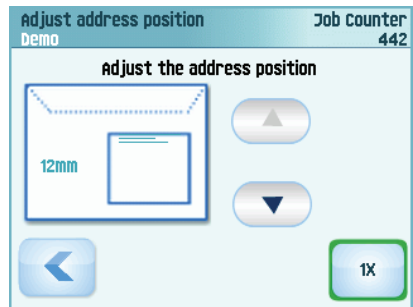 Adjust address position Job Counter
Demo 442
Adjust the address position
12mm
1X